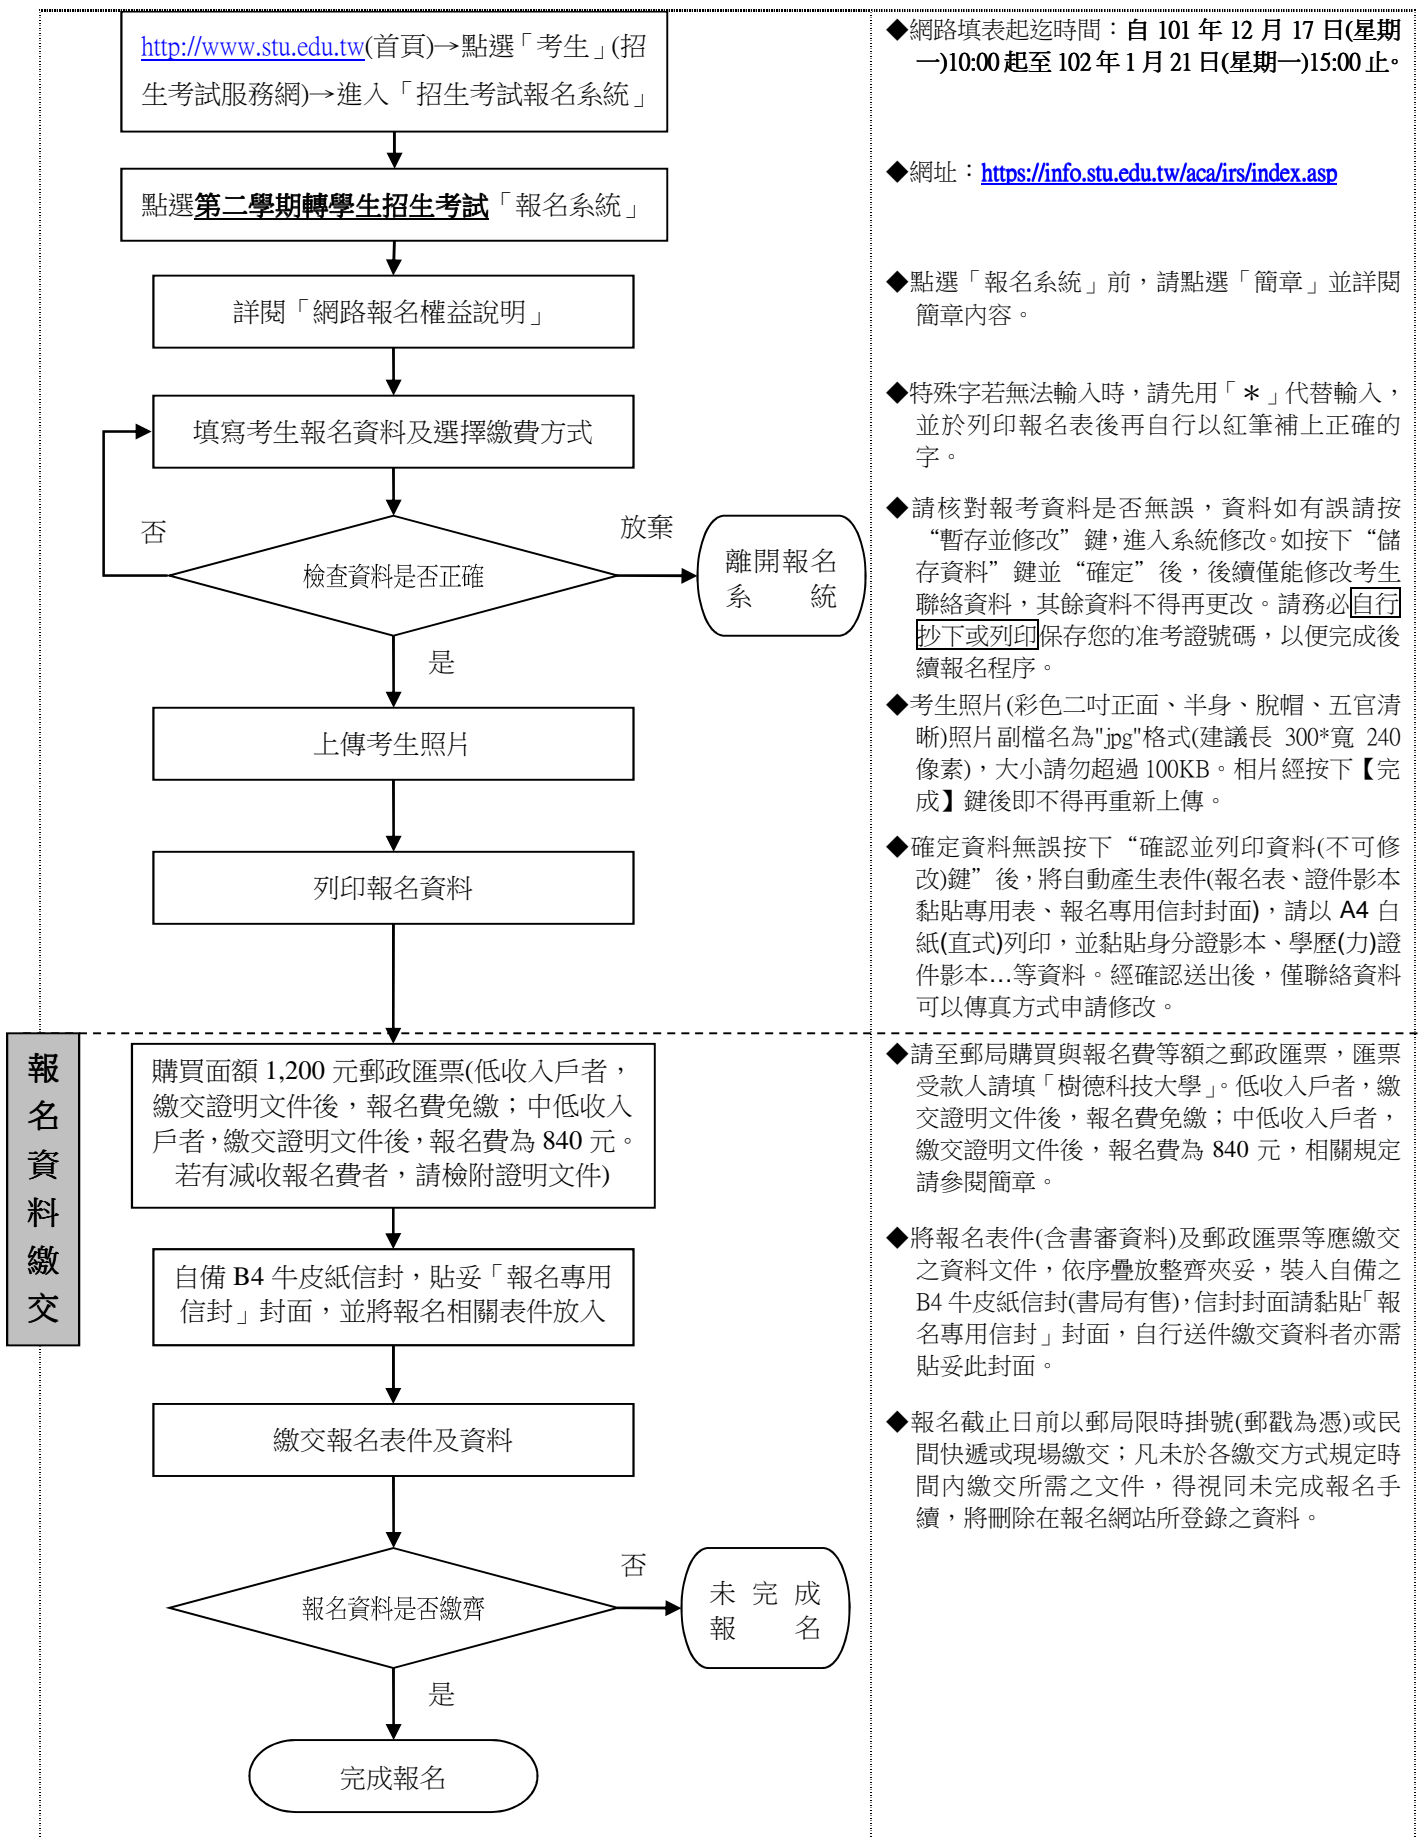 http://www.stu.edu.tw(首頁)→點選「考生」(招
生考試服務網)→進入「招生考試報名系統」
點選第二學期轉學生招生考試「報名系統」
詳閱「網路報名權益說明」
填寫考生報名資料及選擇繳費方式
否
檢查資料是否正確
放棄
離開報名
系統
是
上傳考生照片
列印報名資料
◆網路填表起迄時間：自 101 年 12 月 17 日(星期
一)10:00 起至 102 年 1 月 21 日(星期一)15:00 止。
◆網址：https://info.stu.edu.tw/aca/irs/index.asp
◆點選「報名系統」前，請點選「簡章」並詳閱
簡章內容。
◆特殊字若無法輸入時，請先用「＊」代替輸入，
並於列印報名表後再自行以紅筆補上正確的
字。
◆請核對報考資料是否無誤，資料如有誤請按
“暫存並修改”鍵，進入系統修改。如按下“儲
存資料”鍵並“確定”後，後續僅能修改考生
聯絡資料，其餘資料不得再更改。請務必自行
抄下或列印保存您的准考證號碼，以便完成後
續報名程序。
◆考生照片(彩色二吋正面、半身、脫帽、五官清
晰)照片副檔名為"jpg"格式(建議長 300*寬 240
像素)，大小請勿超過 100KB。相片經按下【完
成】鍵後即不得再重新上傳。
◆確定資料無誤按下“確認並列印資料(不可修
改)鍵”後，將自動產生表件(報名表、證件影本
黏貼專用表、報名專用信封封面)，請以 A4 白
紙(直式)列印，並黏貼身分證影本、學歷(力)證
件影本…等資料。經確認送出後，僅聯絡資料
可以傳真方式申請修改。
報名資料繳交
購買面額 1,200 元郵政匯票(低收入戶者，
繳交證明文件後，報名費免繳；中低收入
戶者，繳交證明文件後，報名費為 840 元。
若有減收報名費者，請檢附證明文件)
自備 B4 牛皮紙信封，貼妥「報名專用
信封」封面，並將報名相關表件放入
繳交報名表件及資料
報名資料是否繳齊
否
未完成
報名
是
完成報名
◆請至郵局購買與報名費等額之郵政匯票，匯票
受款人請填「樹德科技大學」。低收入戶者，繳
交證明文件後，報名費免繳；中低收入戶者，
繳交證明文件後，報名費為 840 元，相關規定
請參閱簡章。
◆將報名表件(含書審資料)及郵政匯票等應繳交
之資料文件，依序疊放整齊夾妥，裝入自備之
B4 牛皮紙信封(書局有售)，信封封面請黏貼「報
名專用信封」封面，自行送件繳交資料者亦需
貼妥此封面。
◆報名截止日前以郵局限時掛號(郵戳為憑)或民
間快遞或現場繳交；凡未於各繳交方式規定時
間內繳交所需之文件，得視同未完成報名手
續，將刪除在報名網站所登錄之資料。